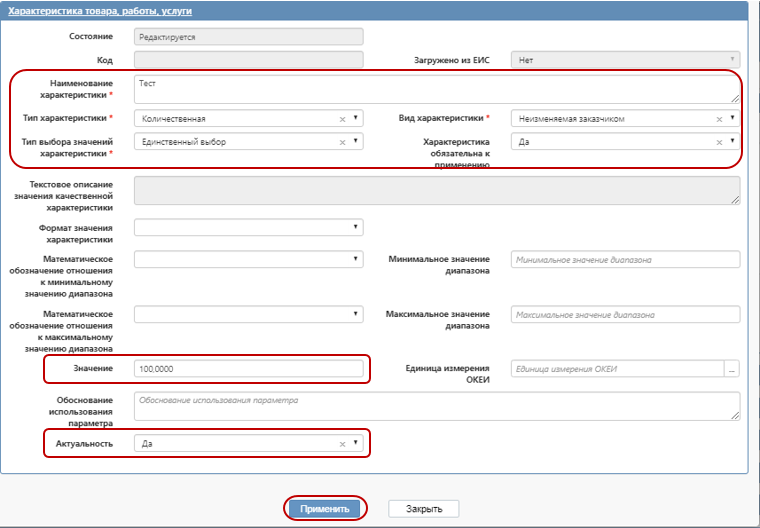 Характеристика товара, работы, услуги
Состояние
Редактируется
Код
Загружено из ЕИС
Нет
Наименование
характеристики *
Тест
Тип характеристики *
Количественная
Вид характеристики *
Неизменяемая заказчиком
Тип выбора значений
характеристики *
Единственный выбор
Характеристика
обязательна к
применению
Да
Текстовое описание
значения качественной
характеристики
Формат значения
характеристики
Математическое
обозначение отношения
к минимальному
значению диапазона
Минимальное значение
диапазона
Минимальное значение диапазона
Математическое
обозначение отношения
к максимальному
значению диапазона
Максимальное значение
диапазона
Максимальное значение диапазона
Значение
100,0000
Единица измерения
ОКЕИ
Единица измерения ОКЕИ
...
Обоснование
использования
параметра
Обоснование использования параметра
Актуальность
Да
Применить
Закрыть